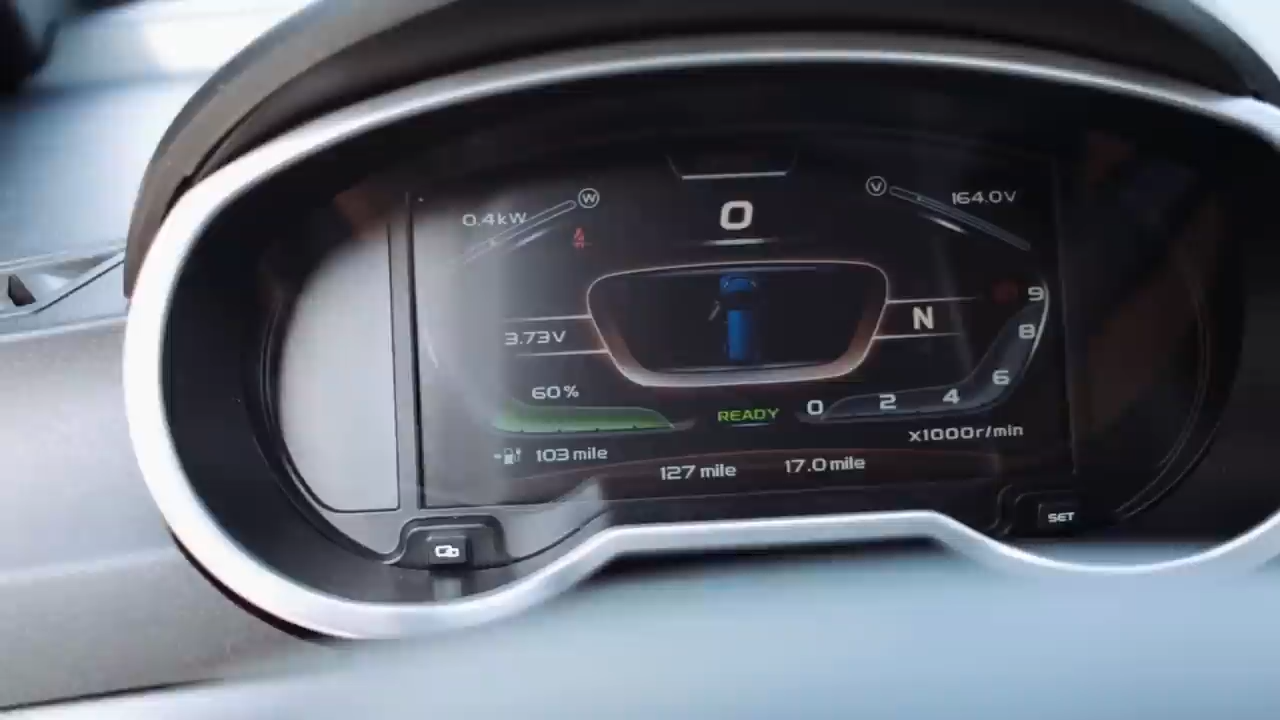 0.4kW
W
0
V
164.0V
3.73V
N
9
8
6
4
2
0
60%
READY
x1000r/min
103 mile
127 mile
17.0 mile
SET